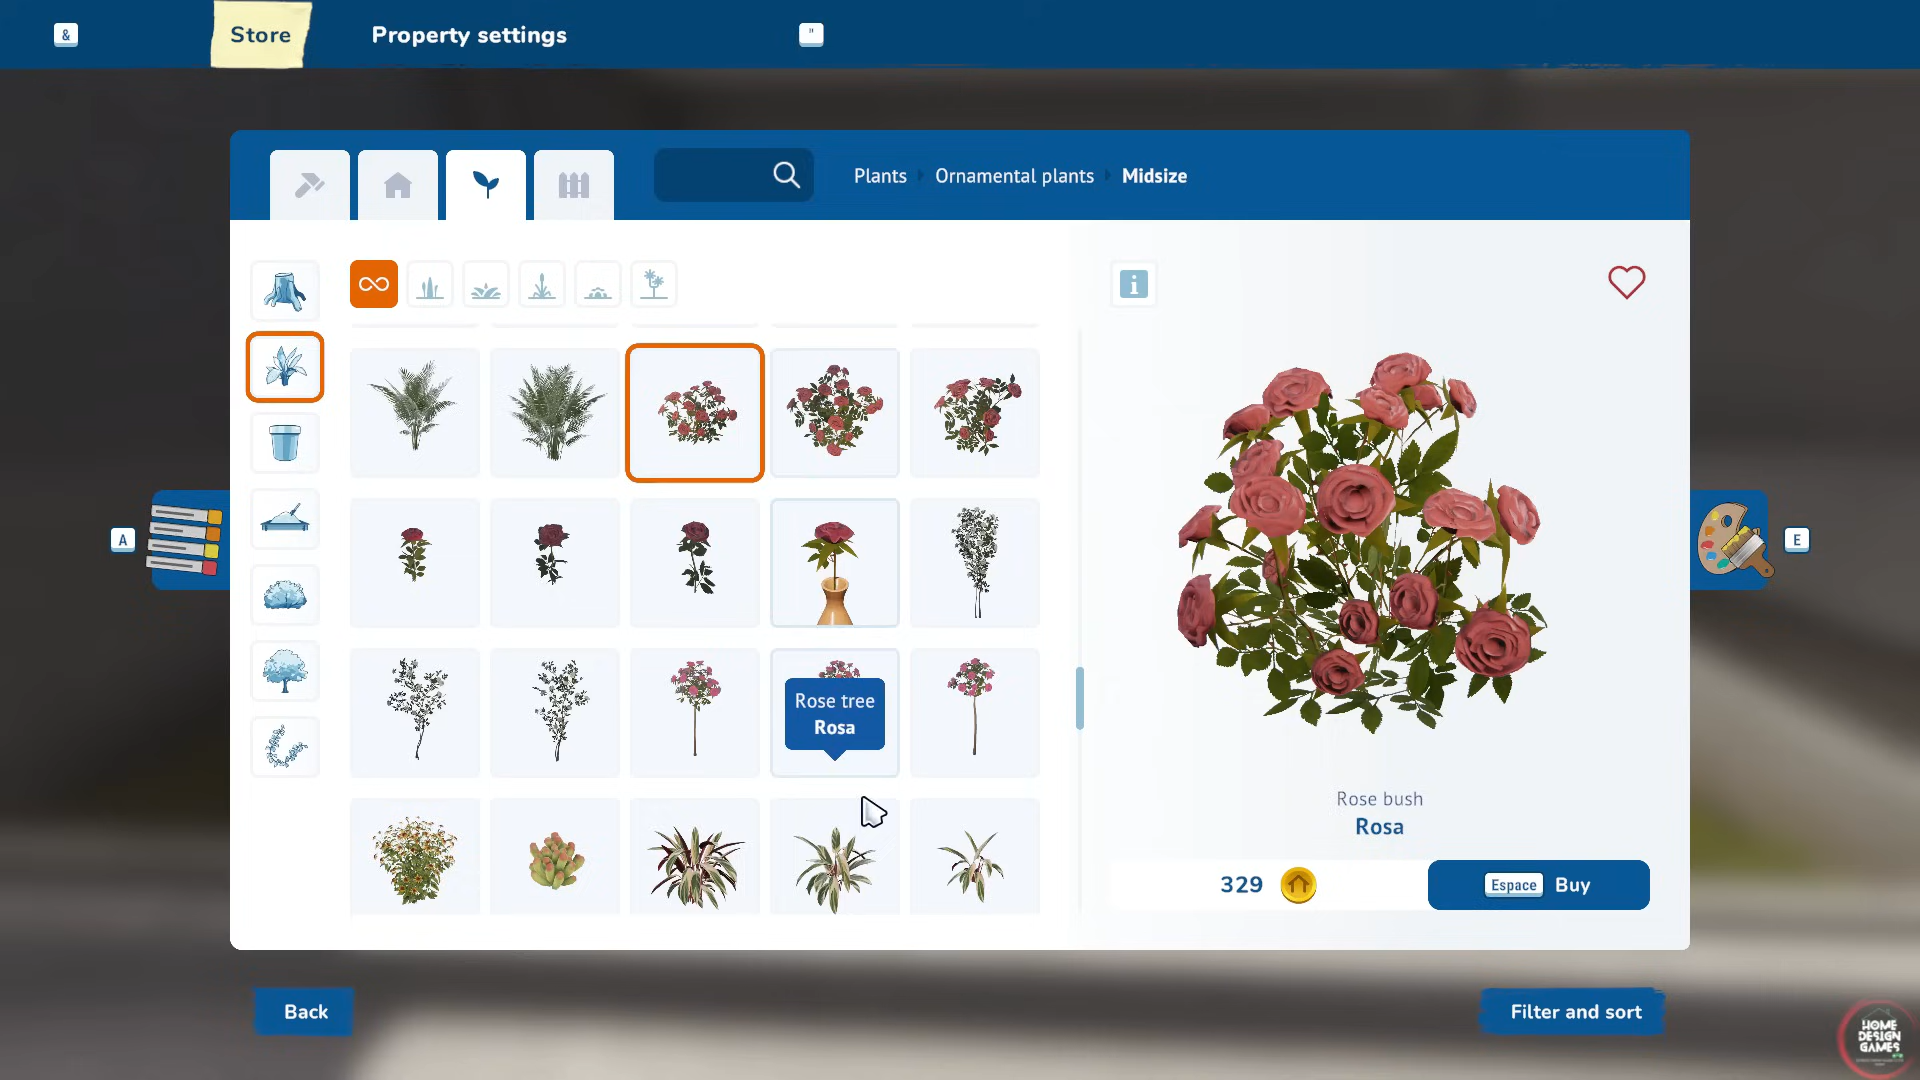 &
Store
Property settings
"
Plants
Ornamental plants
Midsize
i
A
E
Rose tree
Rosa
Rose bush
Rosa
329
Espace
Buy
Back
Filter and sort
HOME
DESIGN
GAMES